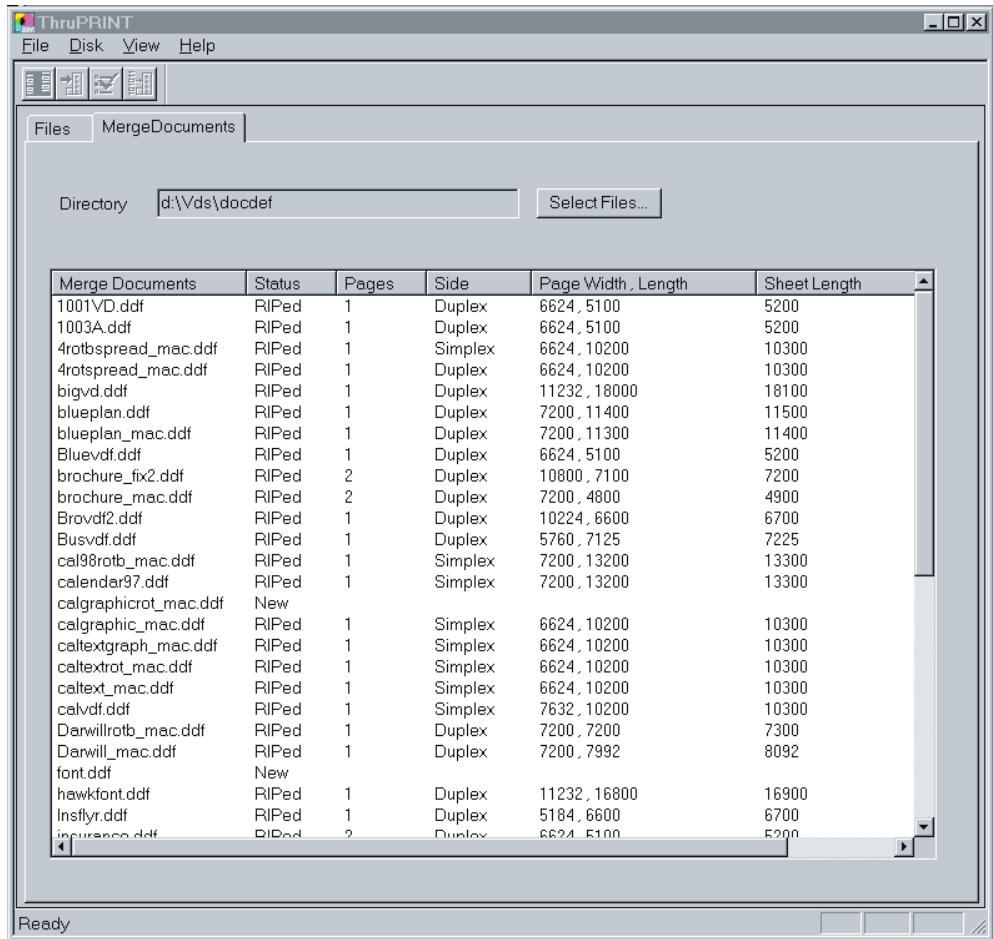 ThruPRINT
File Disk View Help
Files MergeDocuments
Directory d:\Vds\docdef Select Files...
Merge Documents Status Pages Side Page Width , Length Sheet Length
1001VD.ddf RIPed 1 Duplex 6624 , 5100 5200
1003A.ddf RIPed 1 Duplex 6624 , 5100 5200
4rotbspread_mac.ddf RIPed 1 Simplex 6624 , 10200 10300
4rotspread_mac.ddf RIPed 1 Duplex 6624 , 10200 10300
bigvd.ddf RIPed 1 Duplex 11232 , 18000 18100
blueplan.ddf RIPed 1 Duplex 7200 , 11400 11500
blueplan_mac.ddf RIPed 1 Duplex 7200 , 11300 11400
Bluevdf.ddf RIPed 1 Duplex 6624 , 5100 5200
brochure_fix2.ddf RIPed 2 Duplex 10800 , 7100 7200
brochure_mac.ddf RIPed 2 Duplex 7200 , 4800 4900
Brovdf2.ddf RIPed 1 Duplex 10224 , 6600 6700
Busvdf.ddf RIPed 1 Duplex 5760 , 7125 7225
cal98rotb_mac.ddf RIPed 1 Simplex 7200 , 13200 13300
calendar97.ddf RIPed 1 Simplex 7200 , 13200 13300
calgraphicrot_mac.ddf New
calgraphic_mac.ddf RIPed 1 Simplex 6624 , 10200 10300
caltextgraph_mac.ddf RIPed 1 Simplex 6624 , 10200 10300
caltextrot_mac.ddf RIPed 1 Simplex 6624 , 10200 10300
caltext_mac.ddf RIPed 1 Simplex 6624 , 10200 10300
calvdf.ddf RIPed 1 Simplex 7632 , 10200 10300
Darwillrotb_mac.ddf RIPed 1 Duplex 7200 , 7200 7300
Darwill_mac.ddf RIPed 1 Duplex 7200 , 7992 8092
font.ddf New
hawkfont.ddf RIPed 1 Duplex 11232 , 16800 16900
Insflyr.ddf RIPed 1 Duplex 5184 , 6600 6700
insurance.ddf RIPed 2 Duplex 6624 , 5100 5200
Ready